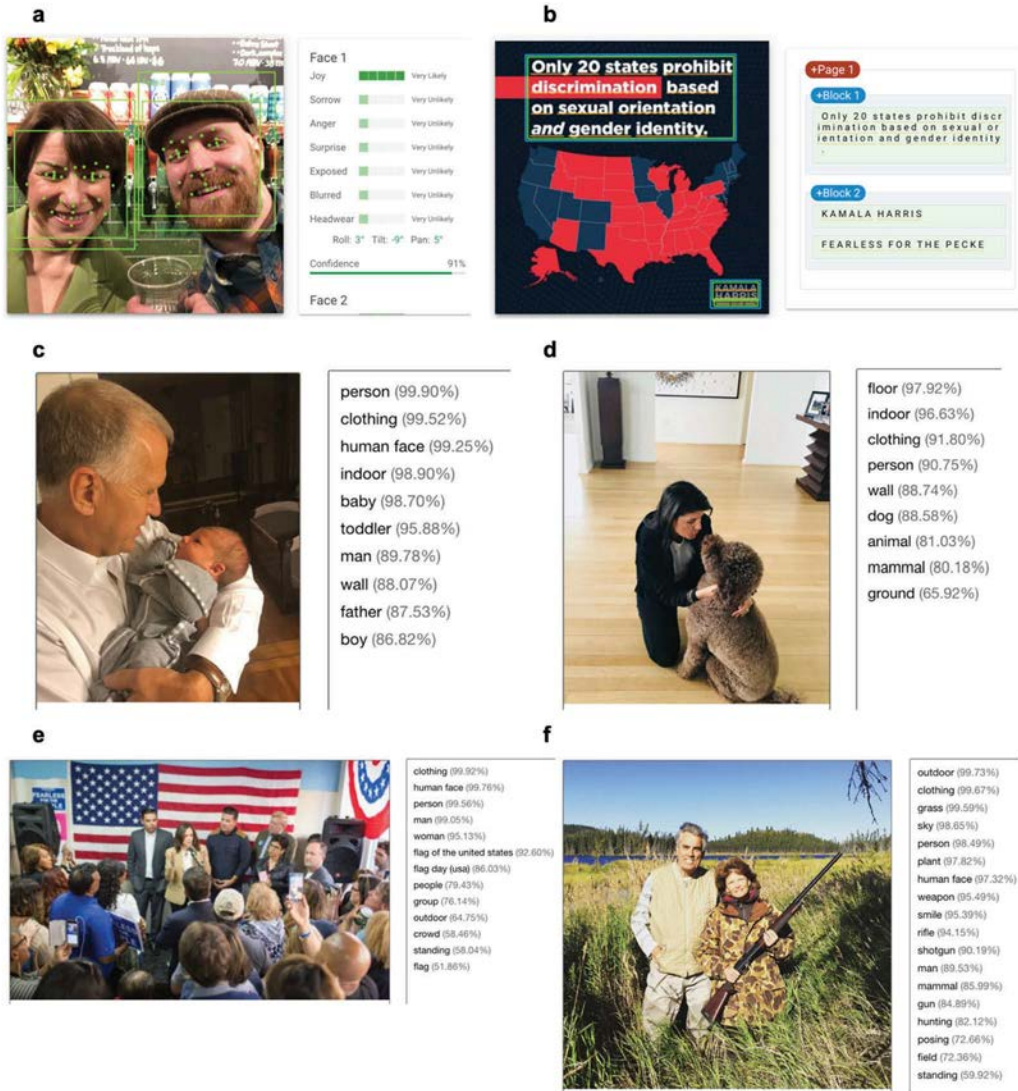 a
Truckload of hops
6.8% ABV
Face 1
Joy Very Likely
Sorrow Very Unlikely
Anger Very Unlikely
Surprise Very Unlikely
Exposed Very Unlikely
Blurred Very Unlikely
Headwear Very Unlikely
Roll: 3° Tilt: -9° Pan: 5°
Confidence 91%
Face 2
b
Only 20 states prohibit
discrimination based
on sexual orientation
and gender identity.
KAMALA
HARRIS
+Page 1
+Block 1
Only 20 states prohibit discr
imination based on sexual or
ientation and gender identity
.
+Block 2
KAMALA HARRIS
FEARLESS FOR THE PECKE
c
person (99.90%)
clothing (99.52%)
human face (99.25%)
indoor (98.90%)
baby (98.70%)
toddler (95.88%)
man (89.78%)
wall (88.07%)
father (87.53%)
boy (86.82%)
d
floor (97.92%)
indoor (96.63%)
clothing (91.80%)
person (90.75%)
wall (88.74%)
dog (88.58%)
animal (81.03%)
mammal (80.18%)
ground (65.92%)
e
FEARLESS
FOR THE
clothing (99.92%)
human face (99.76%)
person (99.56%)
man (99.05%)
woman (95.13%)
flag of the united states (92.60%)
flag day (usa) (86.03%)
people (79.43%)
group (76.14%)
outdoor (64.75%)
crowd (58.46%)
standing (58.04%)
flag (51.86%)
f
outdoor (99.73%)
clothing (99.67%)
grass (99.59%)
sky (98.65%)
person (98.49%)
plant (97.82%)
human face (97.32%)
weapon (95.49%)
smile (95.39%)
rifle (94.15%)
shotgun (90.19%)
man (89.53%)
mammal (85.99%)
gun (84.89%)
hunting (82.12%)
posing (72.66%)
field (72.36%)
standing (59.92%)